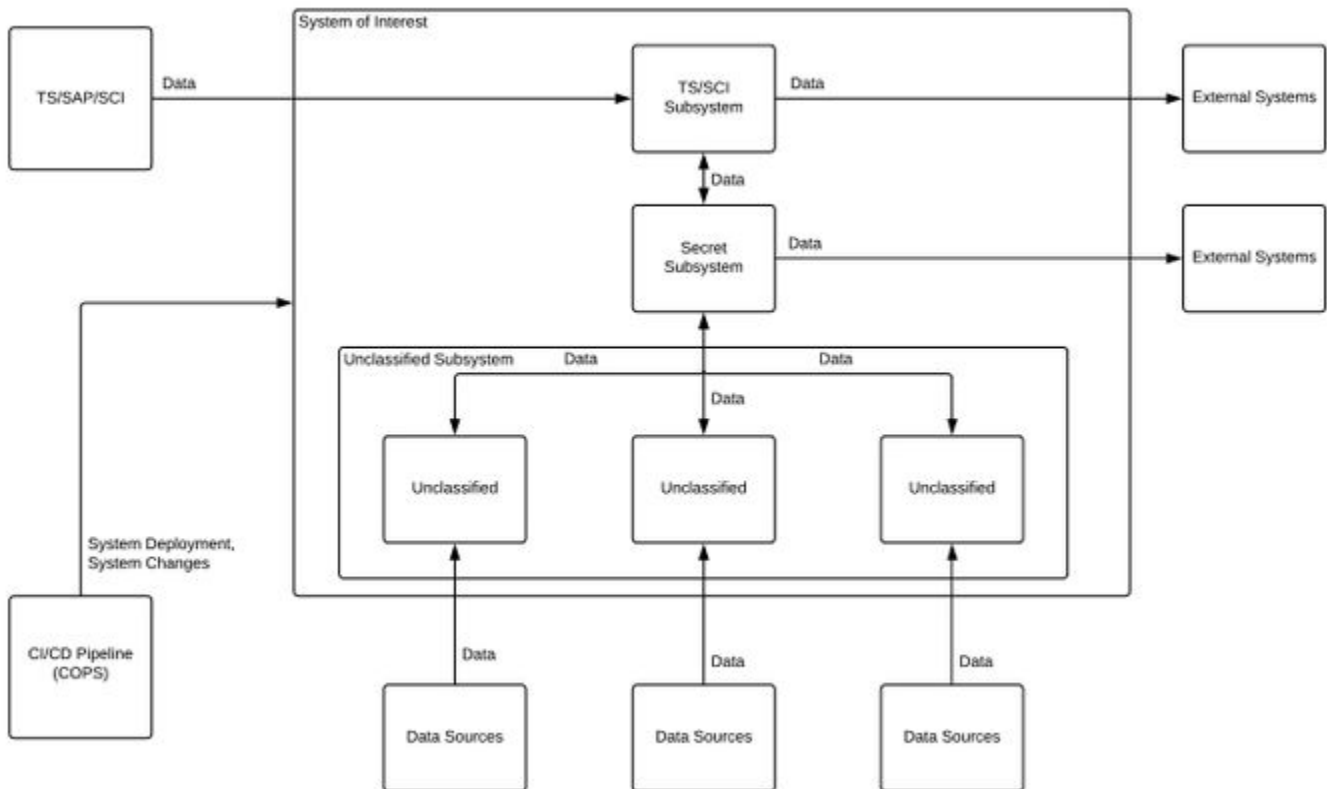 System of Interest
TS/SAP/SCI
Data
TS/SCI
Subsystem
Data
External Systems
Data
Secret
Subsystem
Data
External Systems
Unclassified Subsystem
Data
Data
Data
Unclassified
Unclassified
Unclassified
System Deployment,
System Changes
CI/CD Pipeline
(COPS)
Data
Data
Data
Data Sources
Data Sources
Data Sources